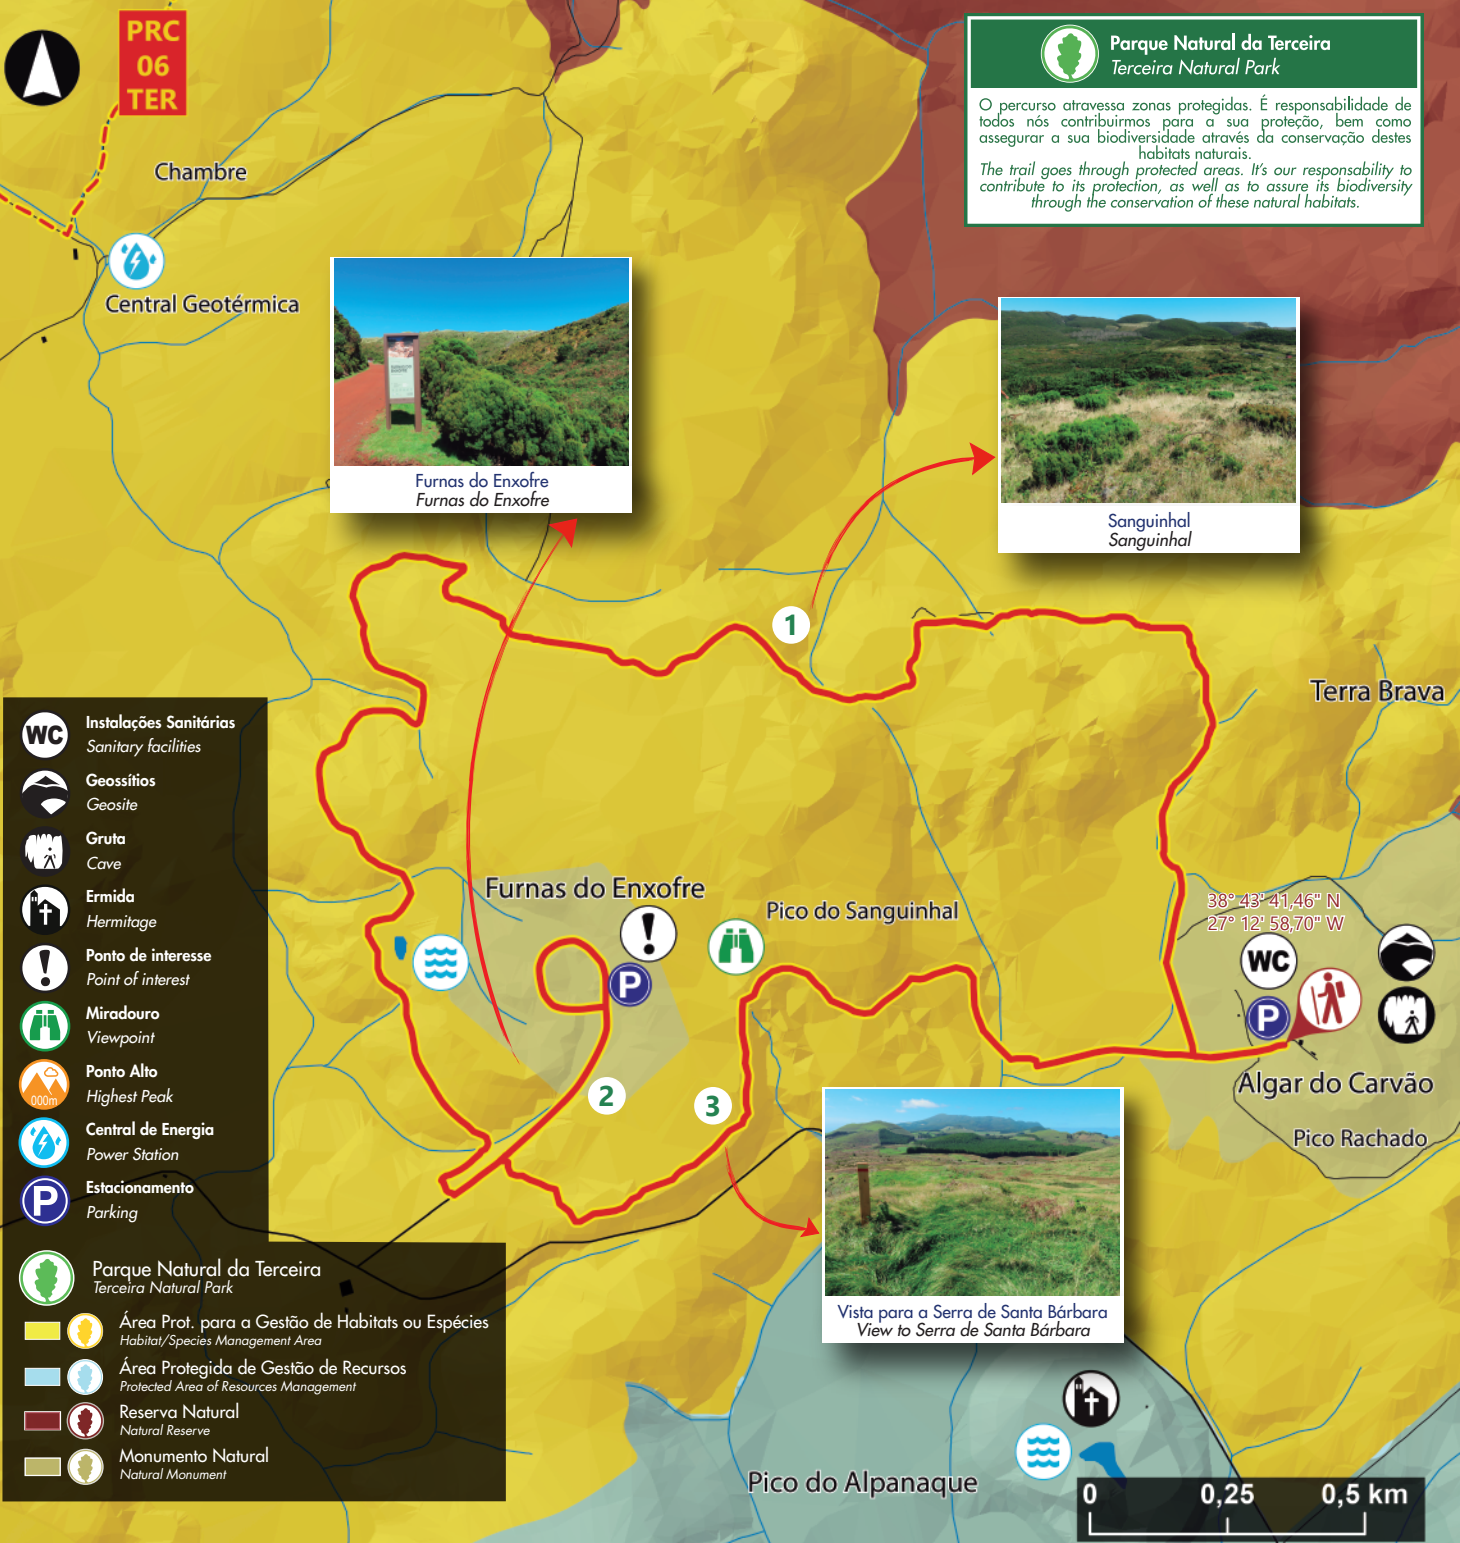 PRC
06
TER
Parque Natural da Terceira
Terceira Natural Park
O percurso atravessa zonas protegidas. É responsabilidade de
todos nós contribuirmos para a sua proteção, bem como
assegurar a sua biodiversidade através da conservação destes
habitats naturais.
The trail goes through protected areas. It's our responsability to
contribute to its protection, as well as to assure its biodiversity
through the conservation of these natural habitats.
Chambre
Central Geotérmica
Furnas do Enxofre
Furnas do Enxofre
Sanguinhal
Sanguinhal
1
Terra Brava
Furnas do Enxofre
Pico do Sanguinhal
38° 43' 41,46" N
27° 12' 58,70" W
WC
P
P
2
3
Algar do Carvão
Pico Rachado
Vista para a Serra de Santa Bárbara
View to Serra de Santa Bárbara
Pico do Alpanaque
0 0,25 0,5 km
WC
Instalações Sanitárias
Sanitary facilities
Geossítios
Geosite
Gruta
Cave
Ermida
Hermitage
Ponto de interesse
Point of interest
Miradouro
Viewpoint
Ponto Alto
Highest Peak
000m
Central de Energia
Power Station
P
Estacionamento
Parking
Parque Natural da Terceira
Terceira Natural Park
Área Prot. para a Gestão de Habitats ou Espécies
Habitat/Species Management Area
Área Protegida de Gestão de Recursos
Protected Area of Resources Management
Reserva Natural
Natural Reserve
Monumento Natural
Natural Monument